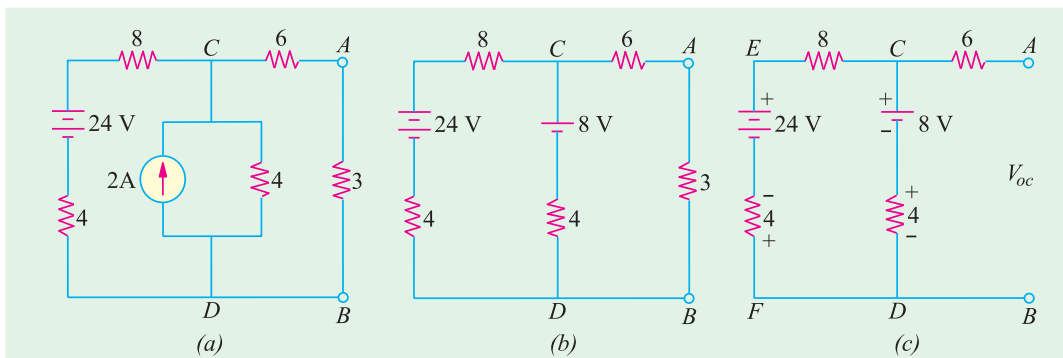 8 C 6 A
24 V
2A 4 3
4
D B
(a)
8 C 6 A
24 V 8 V
3
4 4
D B
(b)
E 8 C 6 A
+ +
24 V 8 V
–
V_oc
– +
4 4
+ –
F D B
(c)